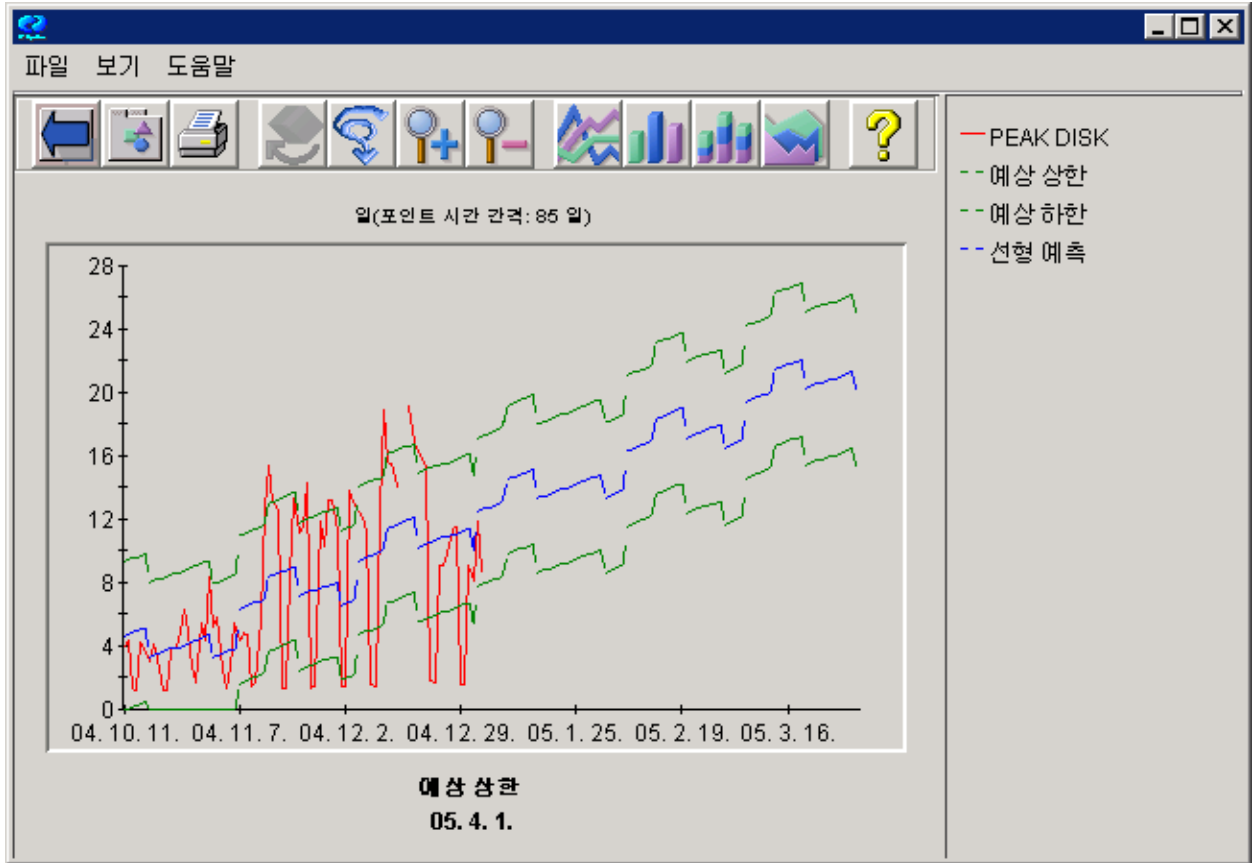 파일 보기 도움말
일(포인트 시간 간격: 85 일)
PEAK DISK
예상 상한
예상 하한
선형 예측
28
24
20
16
12
8
4
0
04. 10. 11. 04. 11. 7. 04. 12. 2. 04. 12. 29. 05. 1. 25. 05. 2. 19. 05. 3. 16.
예상 상한
05. 4. 1.